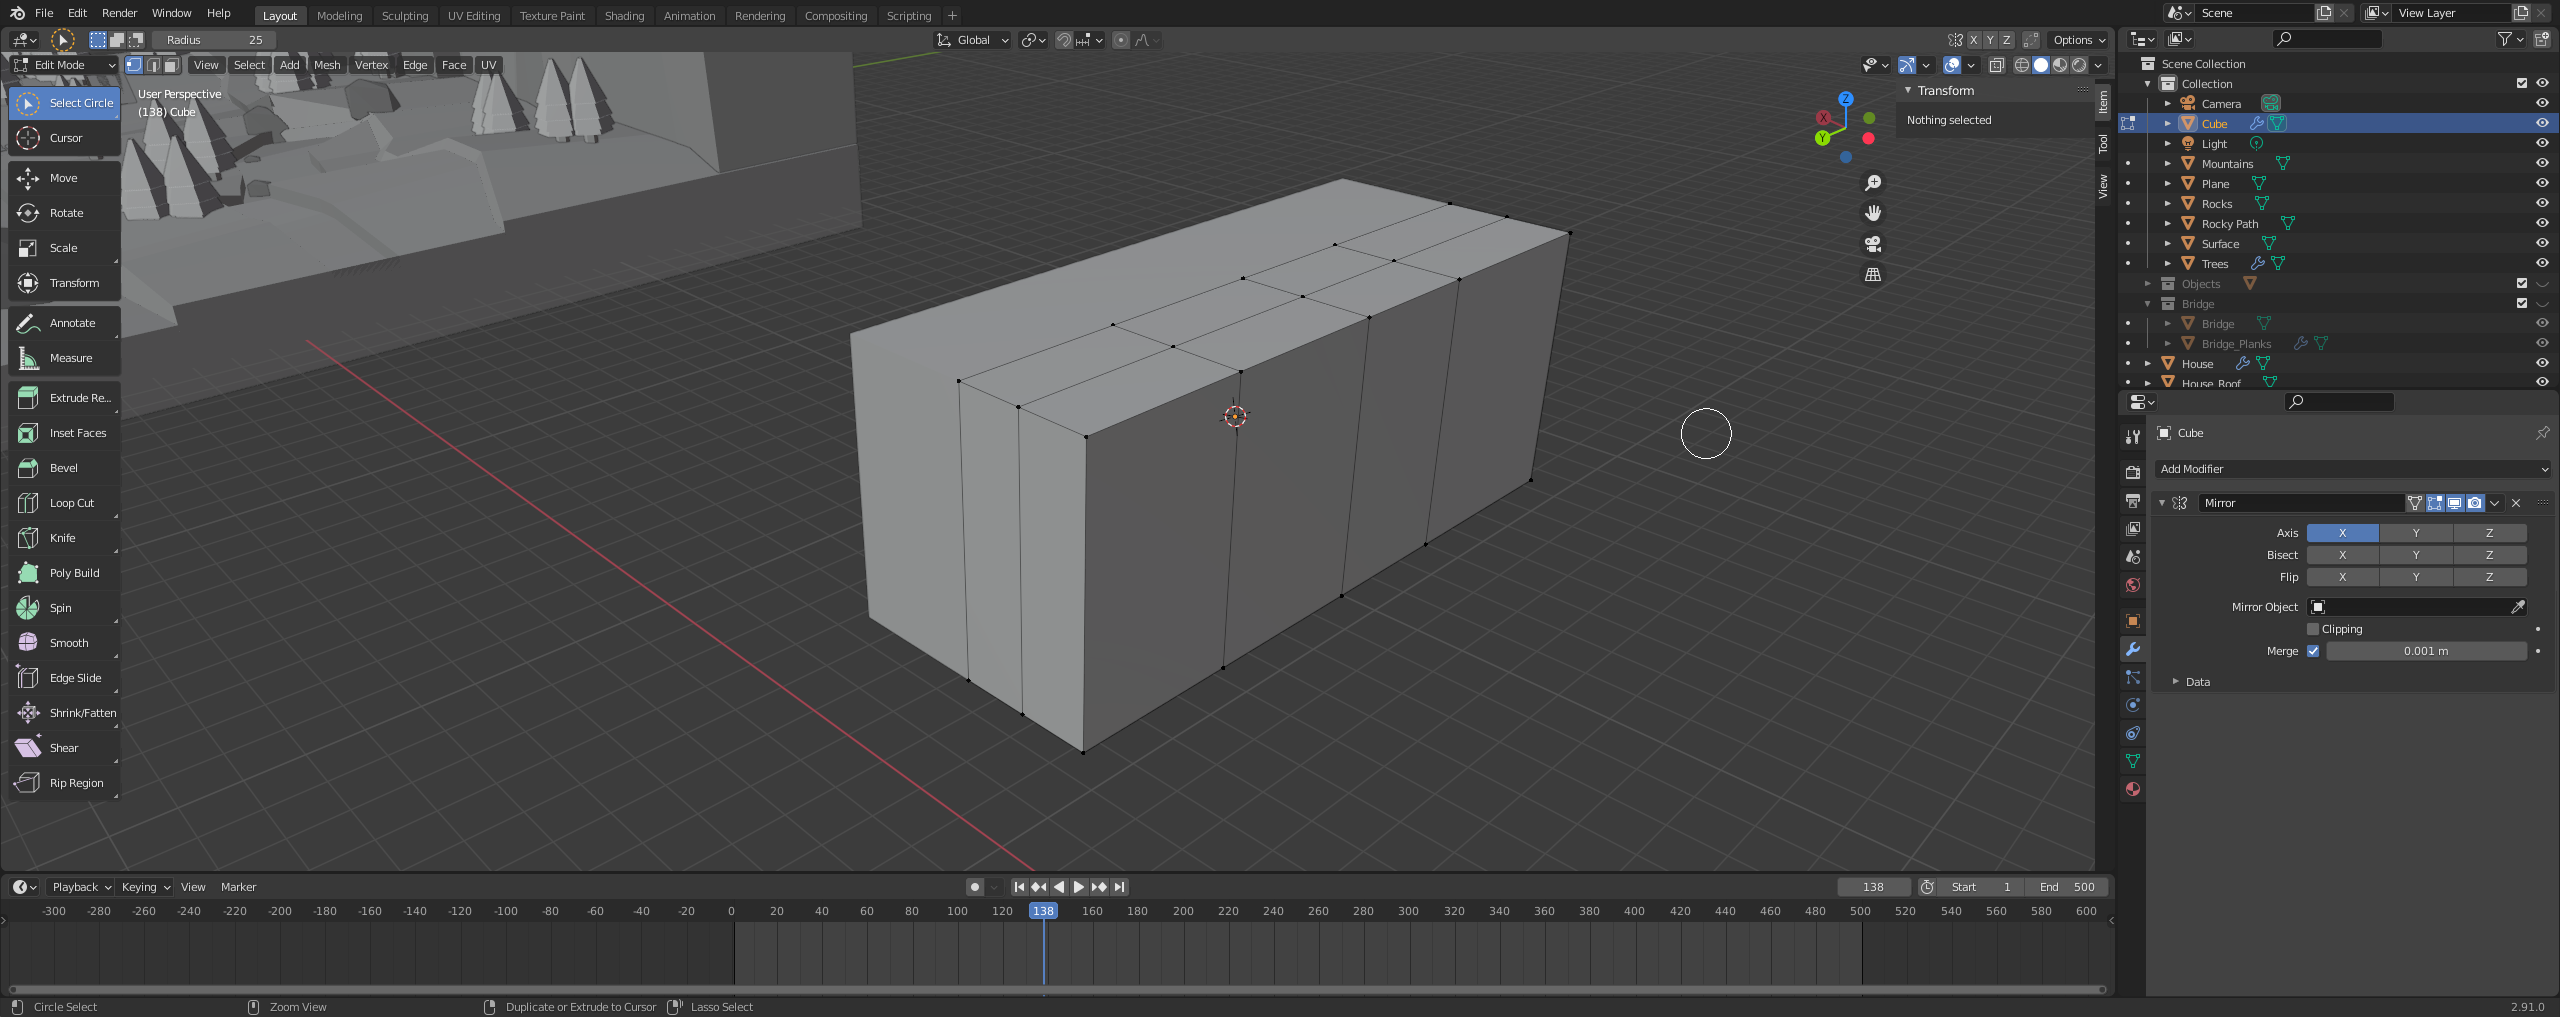 File Edit Render Window Help Layout Modeling Sculpting UV Editing Texture Paint Shading Animation Rendering Compositing Scripting + Scene View Layer
Radius 25 Global X Y Z Options
Edit Mode View Select Add Mesh Vertex Edge Face UV
User Perspective
(138) Cube
Select Circle
Cursor
Move
Rotate
Scale
Transform
Annotate
Measure
Extrude Re...
Inset Faces
Bevel
Loop Cut
Knife
Poly Build
Spin
Smooth
Edge Slide
Shrink/Fatten
Shear
Rip Region
Z
X
Y
Transform
Nothing selected
Item
Tool
View
Scene Collection
Collection
Camera
Cube
Light
Mountains
Plane
Rocks
Rocky Path
Surface
Trees
Objects
Bridge
Bridge
Bridge_Planks
House
House_Roof
Cube
Add Modifier
Mirror
Axis X Y Z
Bisect X Y Z
Flip X Y Z
Mirror Object
Clipping
Merge 0.001 m
Data
Playback Keying View Marker 138 Start 1 End 500
-300 -280 -260 -240 -220 -200 -180 -160 -140 -120 -100 -80 -60 -40 -20 0 20 40 60 80 100 120 138 160 180 200 220 240 260 280 300 320 340 360 380 400 420 440 460 480 500 520 540 560 580 600
Circle Select Zoom View Duplicate or Extrude to Cursor Lasso Select 2.91.0